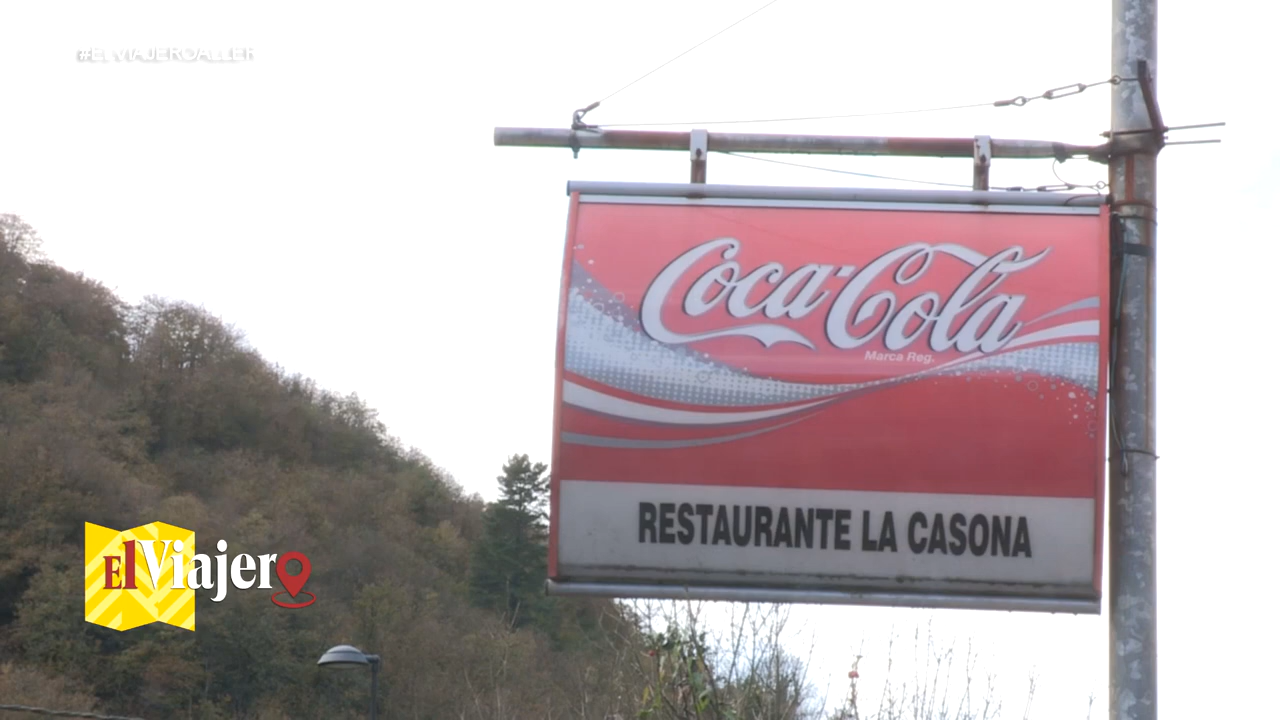 #ELVIAJEROALLER
Coca-Cola
Marca Reg.
RESTAURANTE LA CASONA
El Viajero